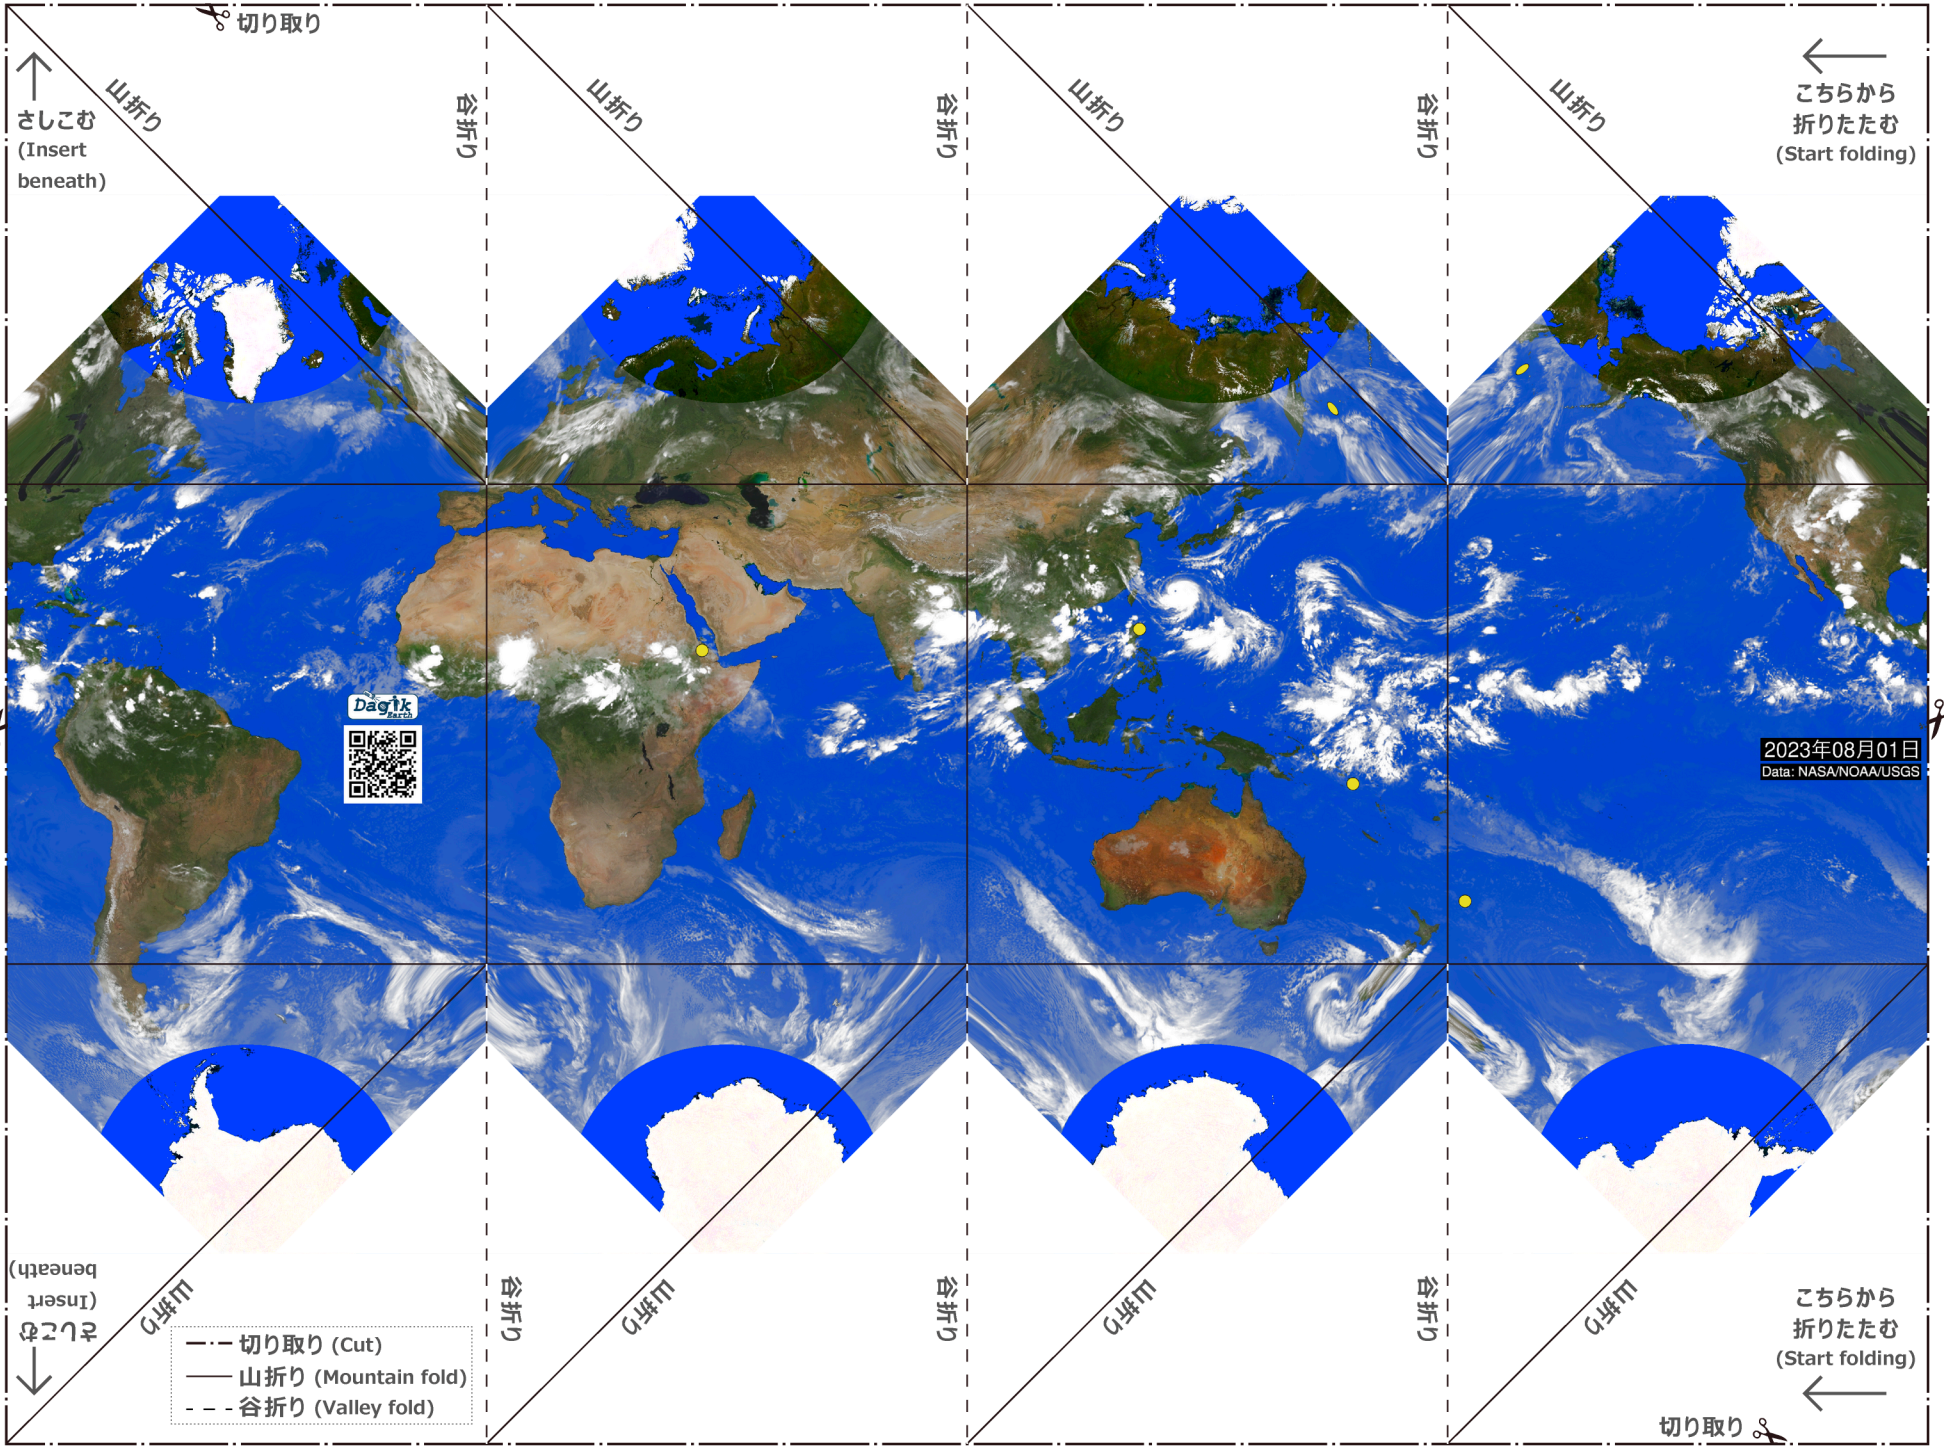 切り取り
山折り
谷折り
山折り
谷折り
山折り
谷折り
山折り
さしこむ
(Insert
beneath)
こちらから
折りたたむ
(Start folding)
Dagik
Earth
2023年08月01日
Data: NASA/NOAA/USGS
さしこむ
(Insert
beneath)
山折り
谷折り
山折り
谷折り
山折り
谷折り
山折り
こちらから
折りたたむ
(Start folding)
切り取り (Cut)
山折り (Mountain fold)
谷折り (Valley fold)
切り取り